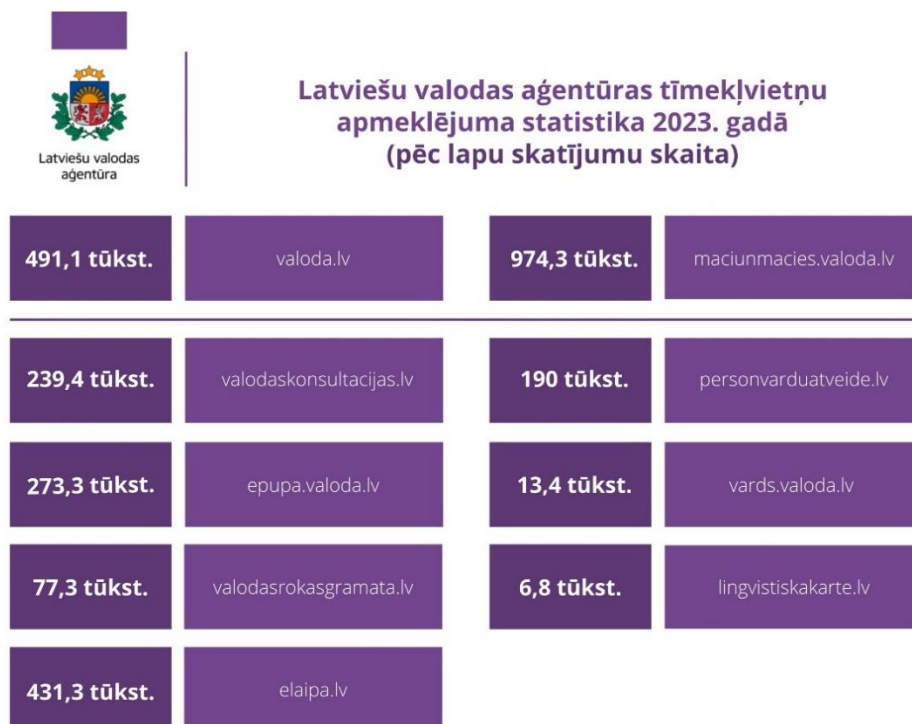 Latviešu valodas
aģentūra
Latviešu valodas aģentūras tīmekļvietņu
apmeklējuma statistika 2023. gadā
(pēc lapu skatījumu skaita)
491,1 tūkst.
valoda.lv
974,3 tūkst.
maciunmacies.valoda.lv
239,4 tūkst.
valodaskonsultacijas.lv
190 tūkst.
personvarduatveide.lv
273,3 tūkst.
epupa.valoda.lv
13,4 tūkst.
vards.valoda.lv
77,3 tūkst.
valodasrokasgramata.lv
6,8 tūkst.
lingvistiskakarte.lv
431,3 tūkst.
elaipa.lv